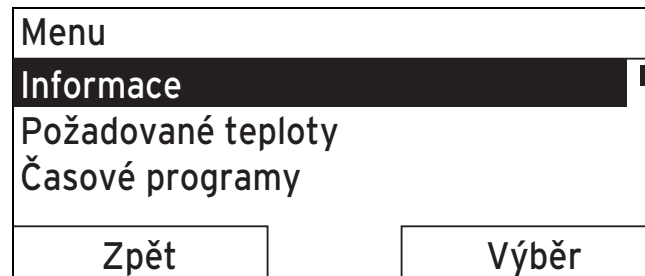 Menu
Informace
Požadované teploty
Časové programy
Zpět Výběr